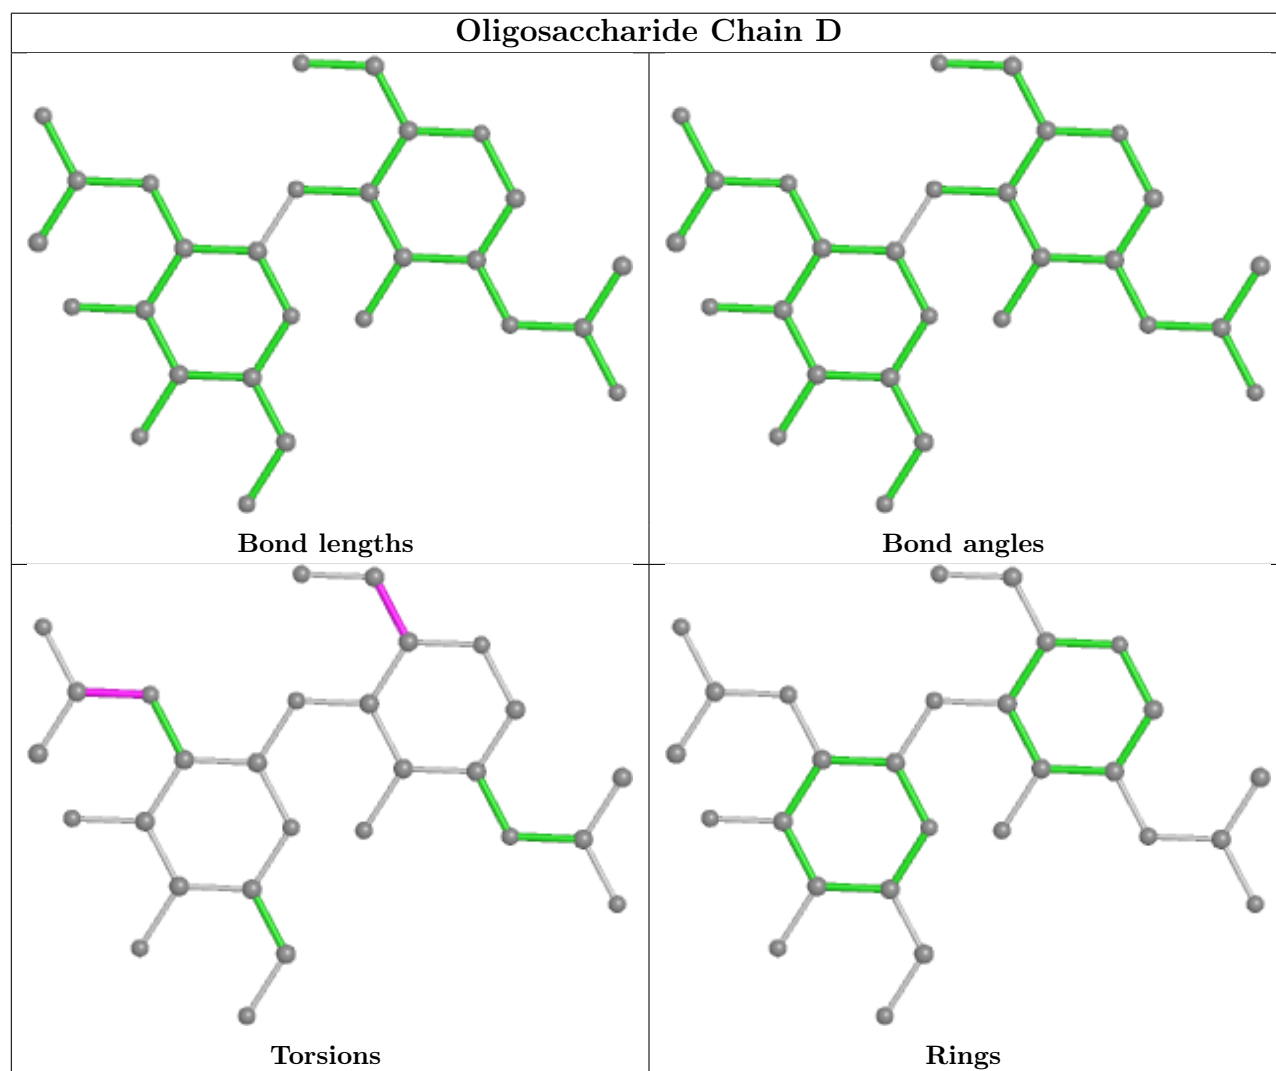 Oligosaccharide Chain D
Bond lengths
Bond angles
Torsions
Rings